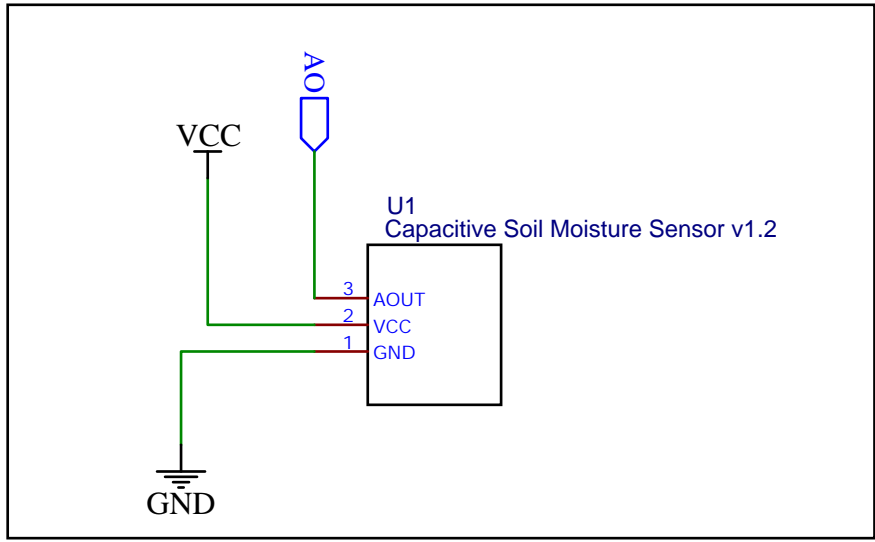 AO
VCC
U1
Capacitive Soil Moisture Sensor v1.2
3 AOUT
2 VCC
1 GND
GND